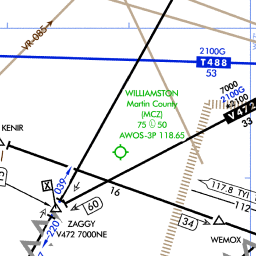 VR-085
2100G
T488
53
WILLIAMSTON
Martin County
(MCZ)
75 L 50
AWOS-3P 118.65
7000
2100G
*2100
V472
33
KENIR
X
039
60
16
117.8 TYI
112
34
220
ZAGGY
V472 7000NE
WEMOX